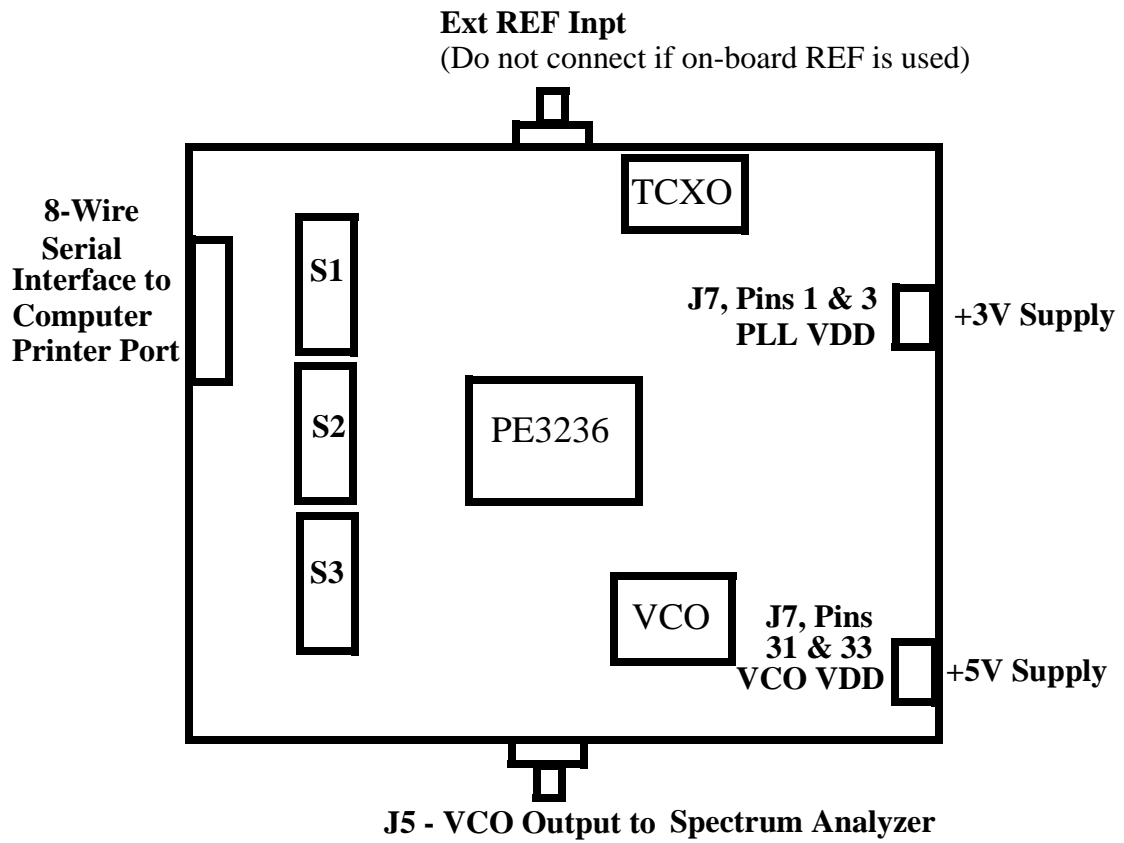 Ext REF Inpt
(Do not connect if on-board REF is used)
TCXO
8-Wire
Serial
Interface to
Computer
Printer Port
S1
J7, Pins 1 & 3
PLL VDD
+3V Supply
S2
PE3236
S3
VCO
J7, Pins
31 & 33
VCO VDD
+5V Supply
J5 - VCO Output to Spectrum Analyzer